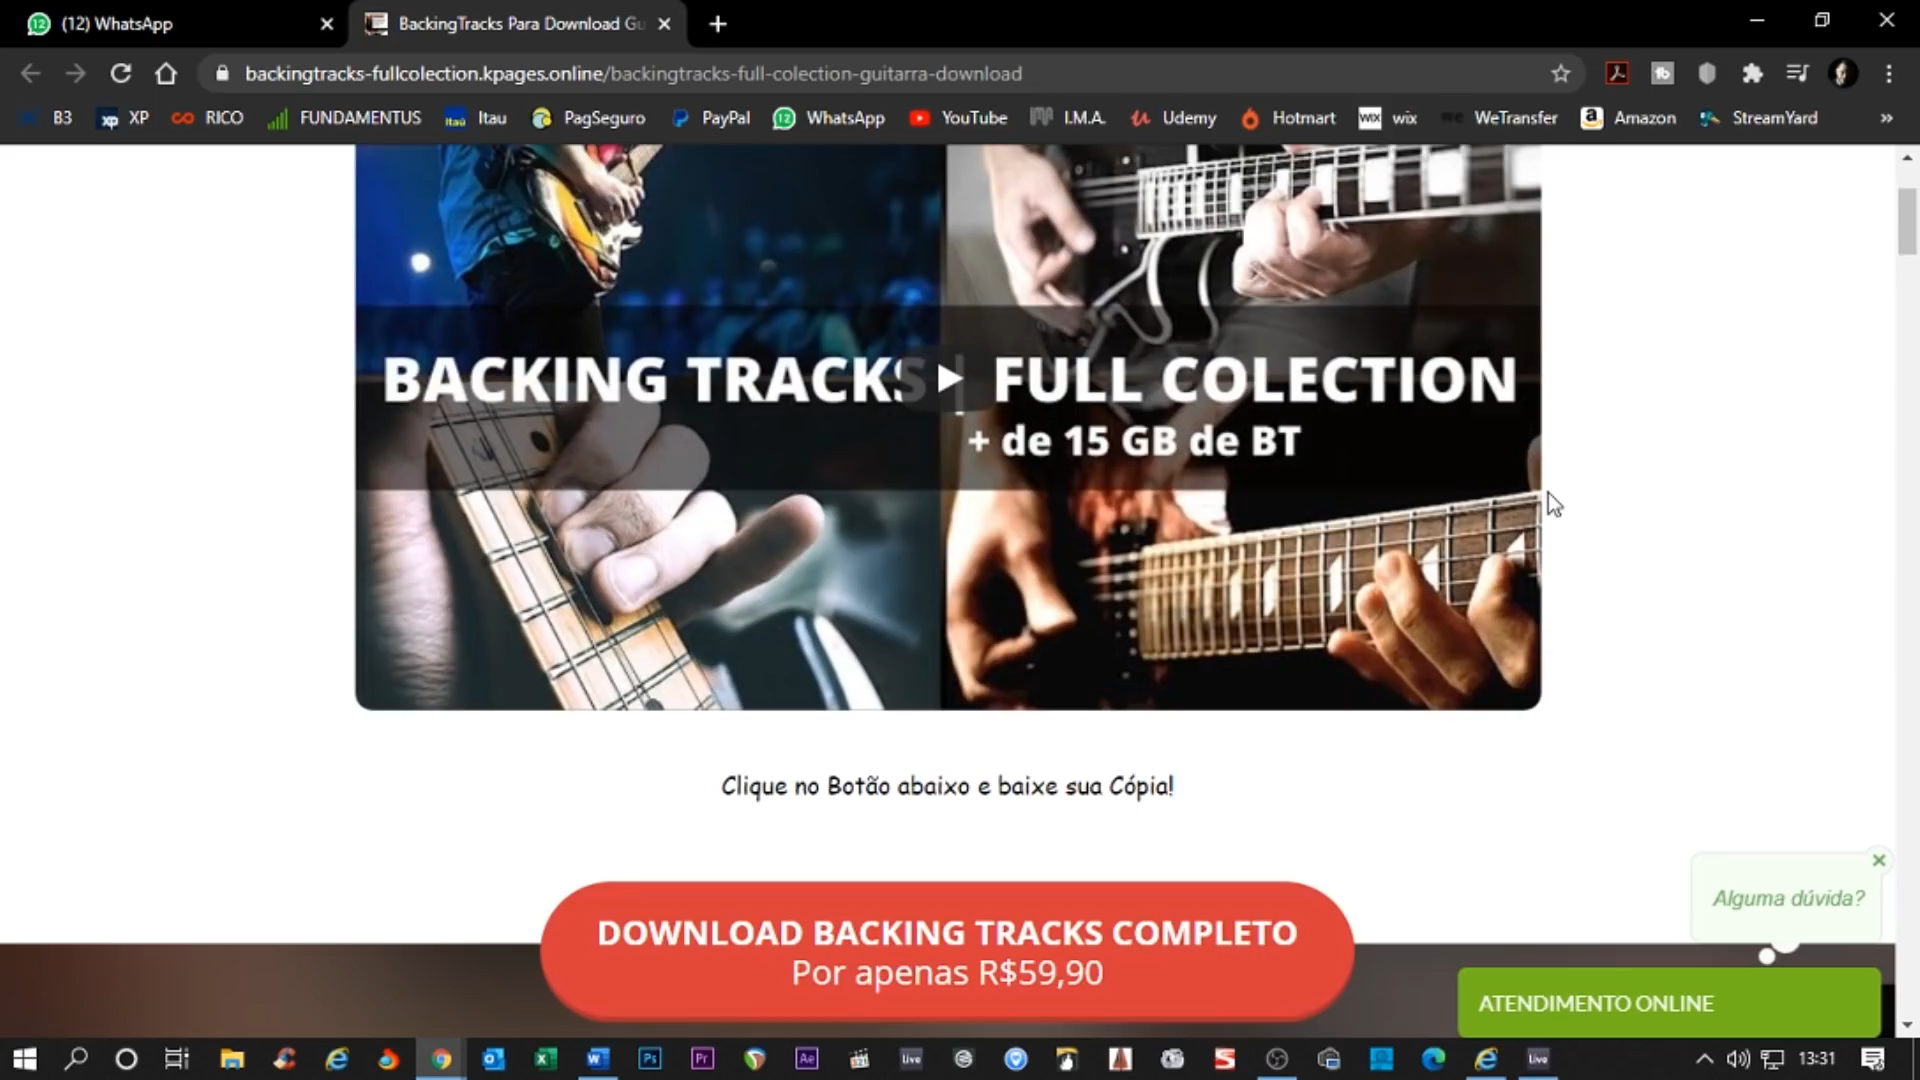 (12) WhatsApp
BackingTracks Para Download Gu
backingtracks-fullcolection.kpages.online/backingtracks-full-colection-guitarra-download
B3 XP RICO FUNDAMENTUS Itau PagSeguro PayPal WhatsApp YouTube I.M.A. Udemy Hotmart wix WeTransfer Amazon StreamYard »
BACKING TRACKS | FULL COLECTION
+ de 15 GB de BT
Clique no Botão abaixo e baixe sua Cópia!
DOWNLOAD BACKING TRACKS COMPLETO
Por apenas R$59,90
Alguma dúvida?
ATENDIMENTO ONLINE
13:31